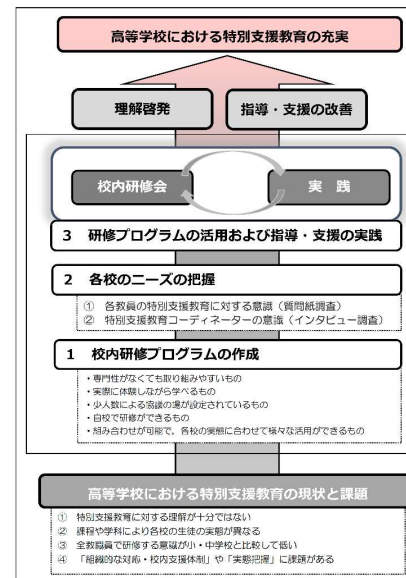 高等学校における特別支援教育の充実
理解啓発
指導・支援の改善
校内研修会
実 践
3 研修プログラムの活用および指導・支援の実践
2 各校のニーズの把握
① 各教員の特別支援教育に対する意識（質問紙調査）
② 特別支援教育コーディネーターの意識（インタビュー調査）
1 校内研修プログラムの作成
・専門性がなくても取り組みやすいもの
・実際に体験しながら学べるもの
・少人数による協議の場が設定されているもの
・自校で研修ができるもの
・組み合わせが可能で、各校の実態に合わせて様々な活用ができるもの
高等学校における特別支援教育の現状と課題
① 特別支援教育に対する理解が十分ではない
② 課程や学科により各校の生徒の実態が異なる
③ 全教職員で研修する意識が小・中学校と比較して低い
④ 「組織的な対応・校内支援体制」や「実態把握」に課題がある